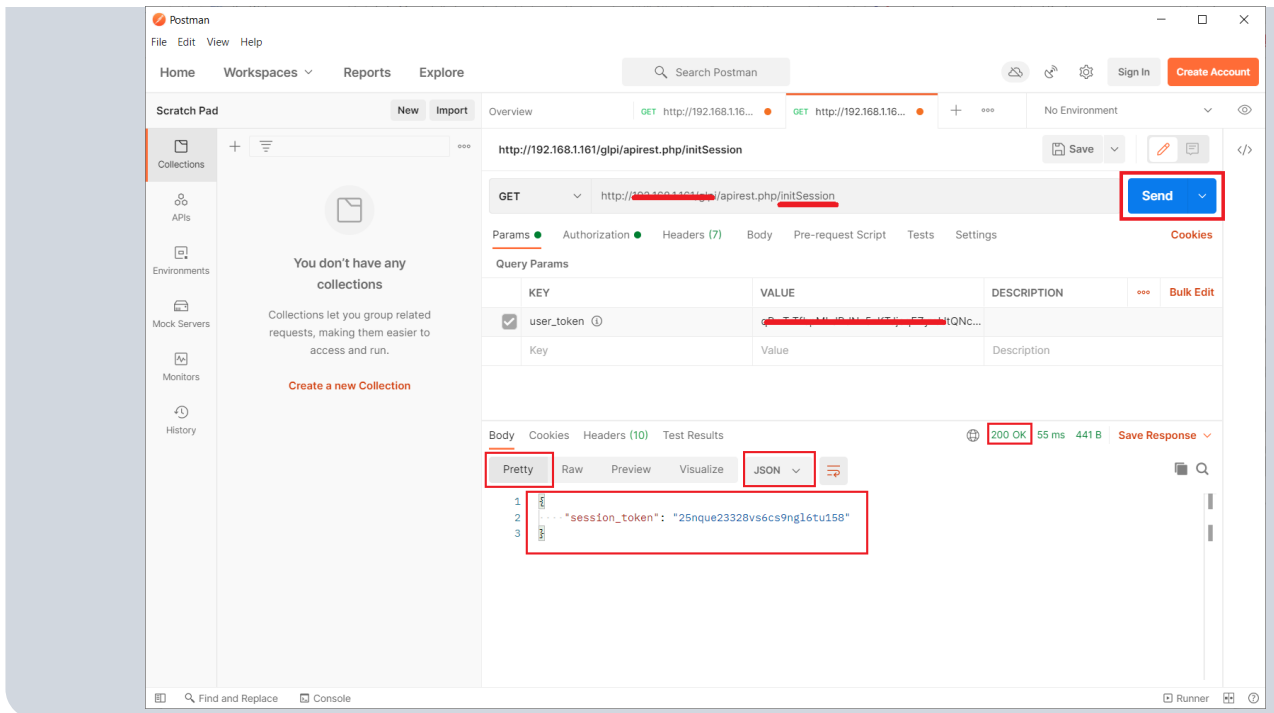 Postman
File Edit View Help
Home Workspaces Reports Explore
Search Postman
Sign In Create Account
Scratch Pad New Import
Overview GET http://192.168.1.16... GET http://192.168.1.16... No Environment
Collections
APIs
Environments
Mock Servers
Monitors
History
You don't have any
collections
Collections let you group related
requests, making them easier to
access and run.
Create a new Collection
http://192.168.1.161/glpi/apirest.php/initSession Save
GET http:// /apirest.php/initSession Send
Params Authorization Headers (7) Body Pre-request Script Tests Settings Cookies
Query Params
KEY VALUE DESCRIPTION Bulk Edit
user_token tQNc...
Key Value Description
Body Cookies Headers (10) Test Results 200 OK 55 ms 441 B Save Response
Pretty Raw Preview Visualize JSON
1 {
2 "session_token": "25nque23328vs6cs9ngl6tu158"
3 }
Find and Replace Console Runner